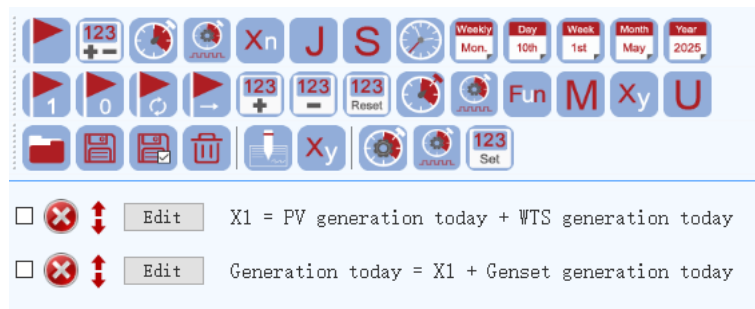 123 Xn J S Weekly Mon. Day 10th Week 1st Month May Year 2025
1 0 123 123 123 Reset Fun M Xy U
Xy 123 Set
Edit X1 = PV generation today + WTS generation today
Edit Generation today = X1 + Genset generation today